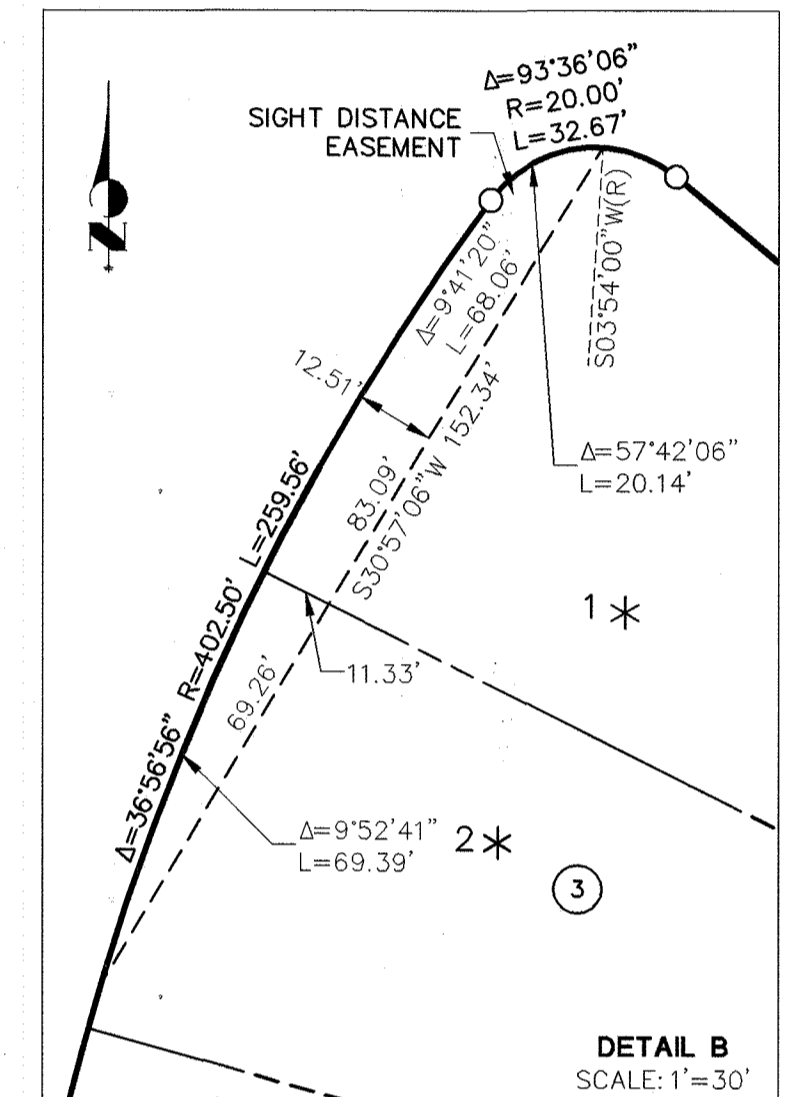 Δ=93°36'06"
R=20.00'
L=32.67'
SIGHT DISTANCE
EASEMENT
N
S03°54'00"W(R)
Δ=9°41'20"
L=68.06'
12.51'
Δ=57°42'06"
L=20.14'
83.09'
S30°57'06"W 152.34'
Δ=36°56'56" R=402.50' L=259.56'
1
11.33'
69.26'
Δ=9°52'41"
L=69.39'
2
3
DETAIL B
SCALE: 1'=30'